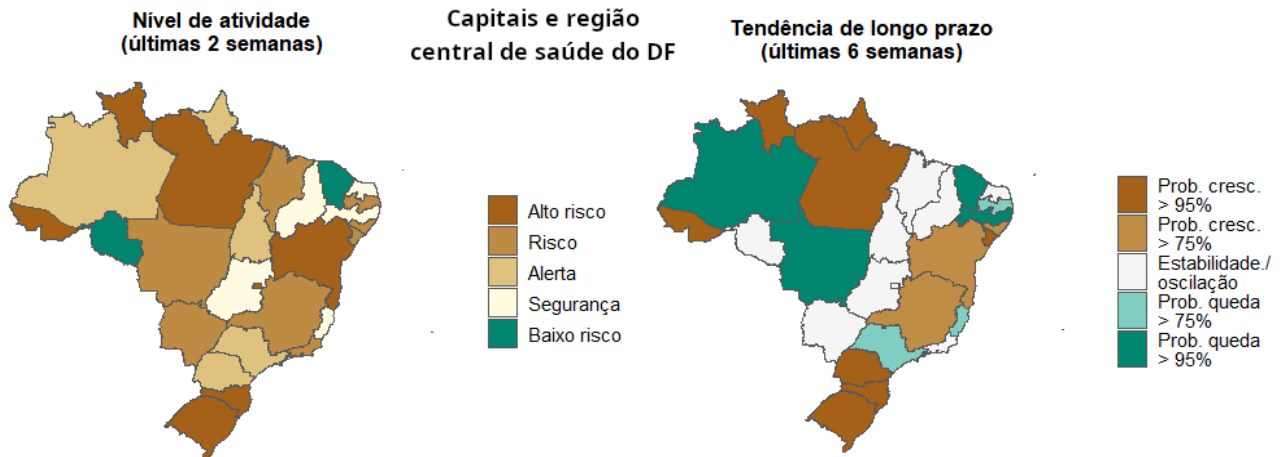 Nível de atividade
(últimas 2 semanas)
Capitais e região
central de saúde do DF
Tendência de longo prazo
(últimas 6 semanas)
Alto risco
Risco
Alerta
Segurança
Baixo risco
Prob. cresc.
> 95%
Prob. cresc.
> 75%
Estabilidade./
oscilação
Prob. queda
> 75%
Prob. queda
> 95%